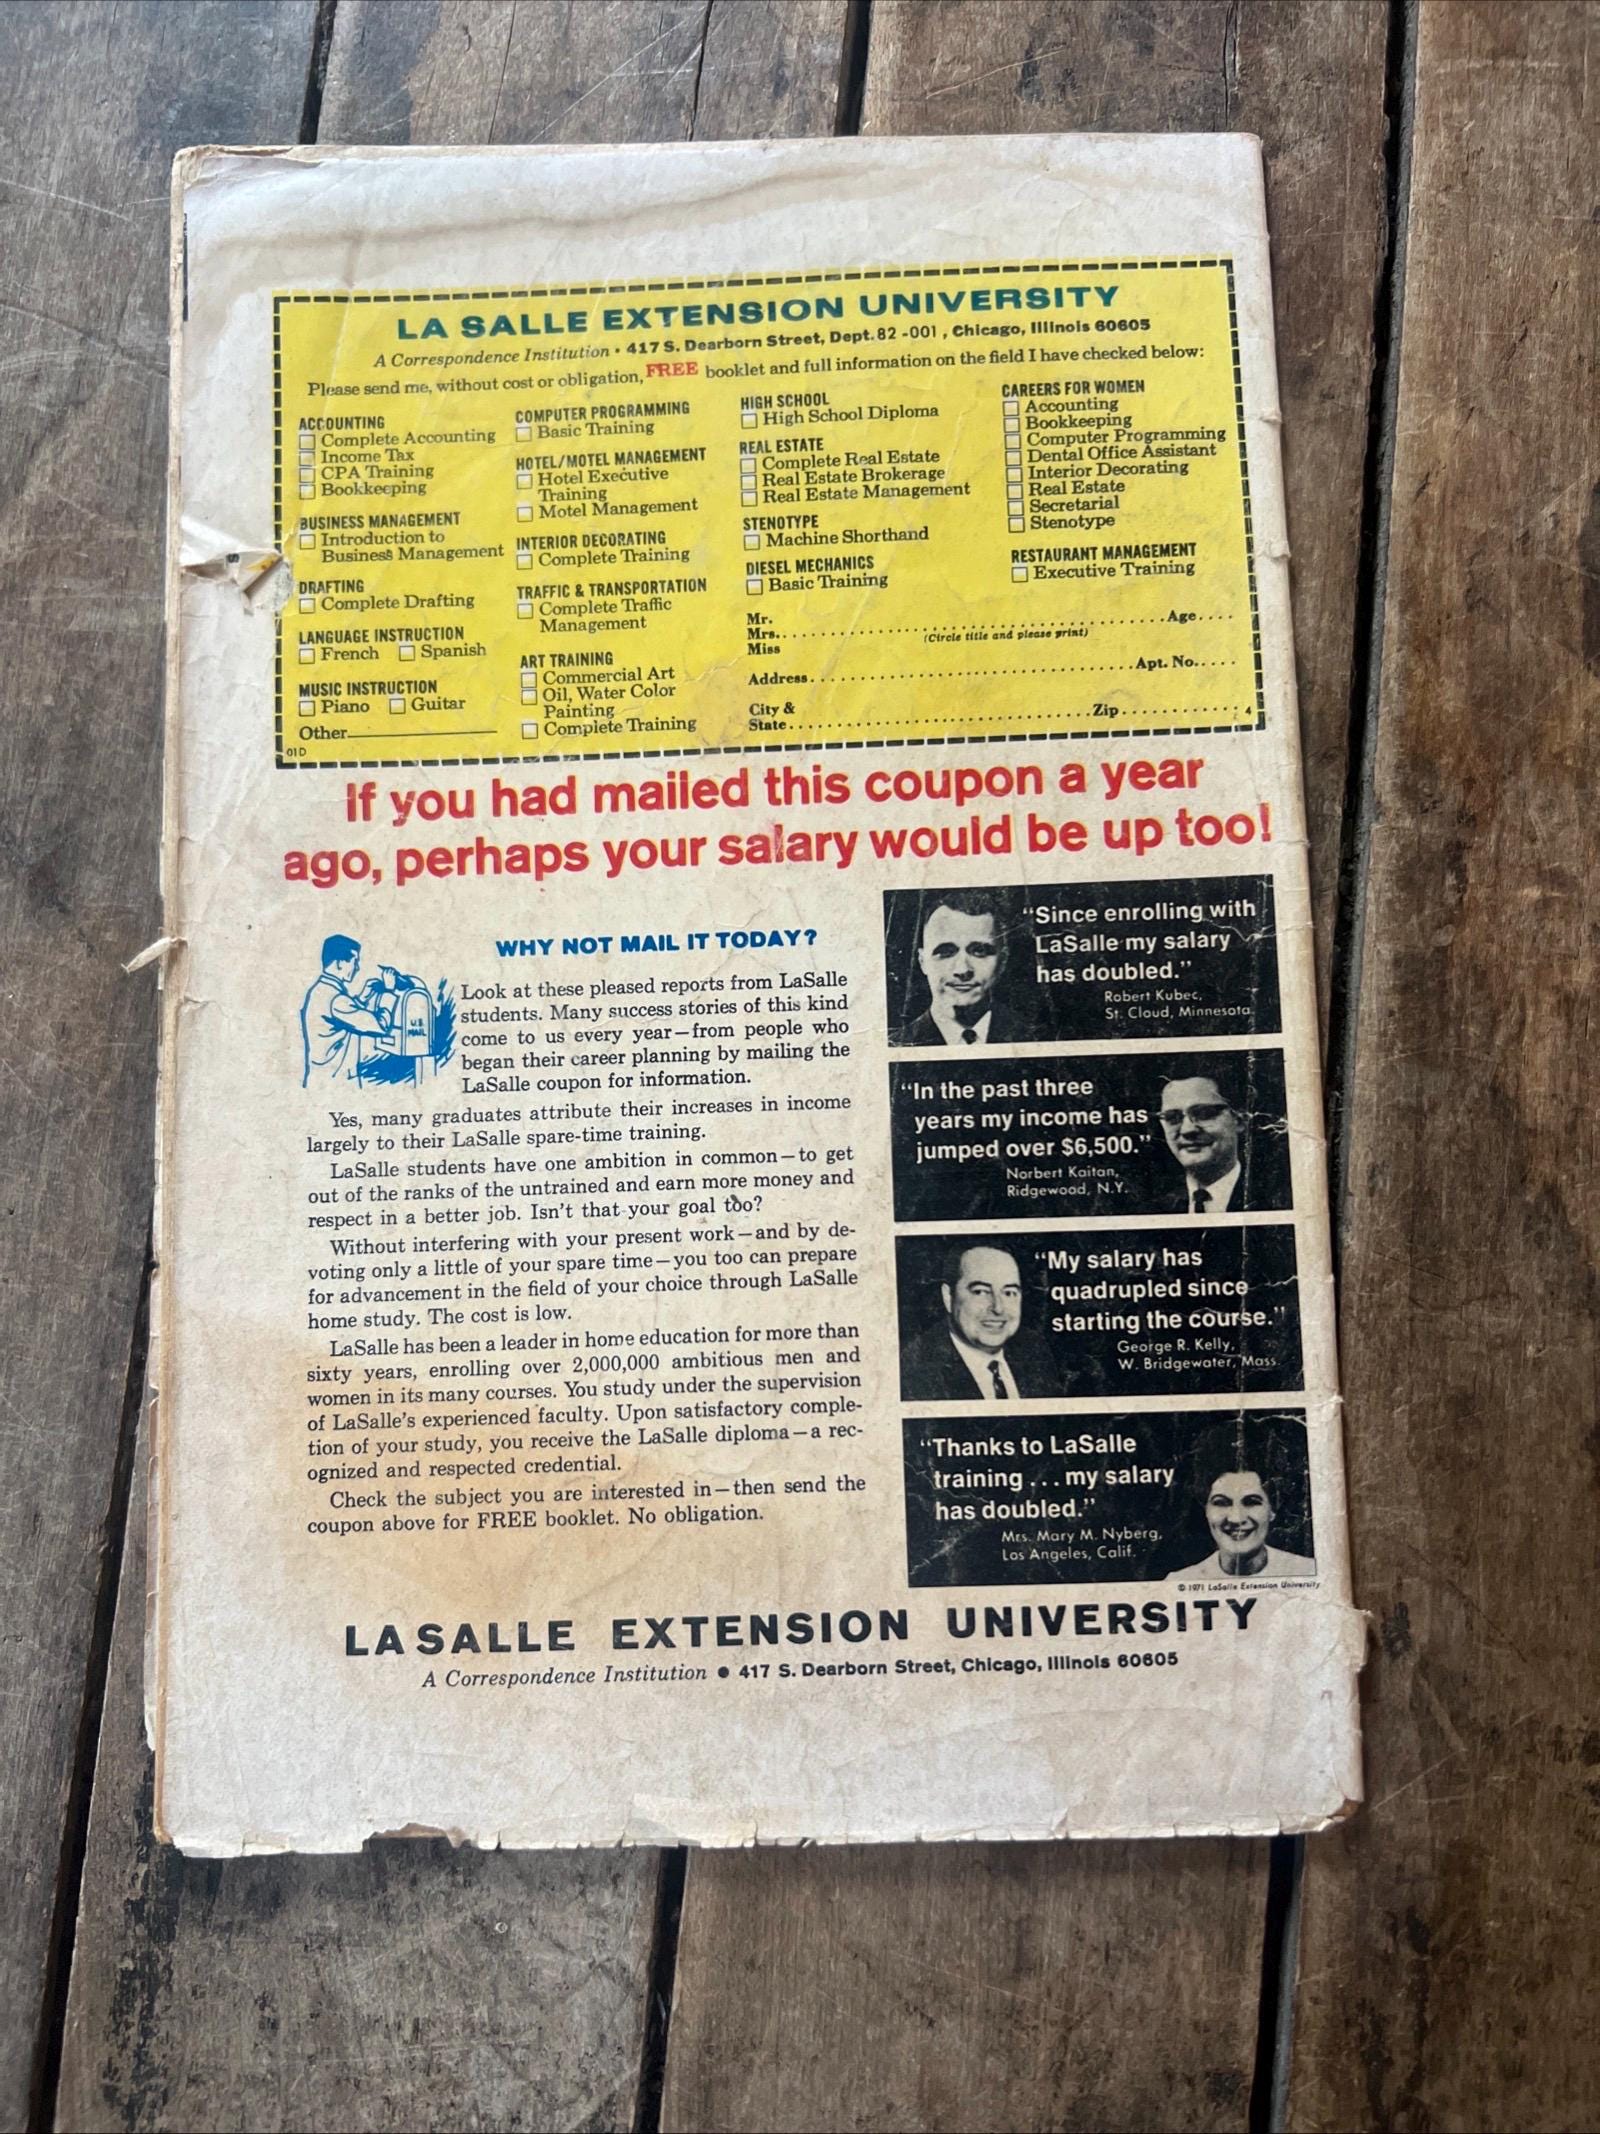 LA SALLE EXTENSION UNIVERSITY
A Correspondence Institution • 417 S. Dearborn Street, Dept. 82-001, Chicago, Illinois 60605
Please send me, without cost or obligation, FREE booklet and full information on the field I have checked below:
ACCOUNTING
Complete Accounting
Income Tax
CPA Training
Bookkeeping
BUSINESS MANAGEMENT
Introduction to
Business Management
DRAFTING
Complete Drafting
LANGUAGE INSTRUCTION
French Spanish
MUSIC INSTRUCTION
Piano Guitar
Other
01D
COMPUTER PROGRAMMING
Basic Training
HOTEL/MOTEL MANAGEMENT
Hotel Executive
Training
Motel Management
INTERIOR DECORATING
Complete Training
TRAFFIC & TRANSPORTATION
Complete Traffic
Management
ART TRAINING
Commercial Art
Oil, Water Color
Painting
Complete Training
HIGH SCHOOL
High School Diploma
REAL ESTATE
Complete Real Estate
Real Estate Brokerage
Real Estate Management
STENOTYPE
Machine Shorthand
DIESEL MECHANICS
Basic Training
CAREERS FOR WOMEN
Accounting
Bookkeeping
Computer Programming
Dental Office Assistant
Interior Decorating
Real Estate
Secretarial
Stenotype
RESTAURANT MANAGEMENT
Executive Training
Mr.
Mrs. Age
Miss (Circle title and please print)
Address Apt. No.
City &
State Zip 4
If you had mailed this coupon a year
ago, perhaps your salary would be up too!
WHY NOT MAIL IT TODAY?
U.S.
MAIL
Look at these pleased reports from LaSalle
students. Many success stories of this kind
come to us every year—from people who
began their career planning by mailing the
LaSalle coupon for information.
Yes, many graduates attribute their increases in income
largely to their LaSalle spare-time training.
LaSalle students have one ambition in common—to get
out of the ranks of the untrained and earn more money and
respect in a better job. Isn't that your goal too?
Without interfering with your present work—and by de-
voting only a little of your spare time—you too can prepare
for advancement in the field of your choice through LaSalle
home study. The cost is low.
LaSalle has been a leader in home education for more than
sixty years, enrolling over 2,000,000 ambitious men and
women in its many courses. You study under the supervision
of LaSalle's experienced faculty. Upon satisfactory comple-
tion of your study, you receive the LaSalle diploma—a rec-
ognized and respected credential.
Check the subject you are interested in—then send the
coupon above for FREE booklet. No obligation.
"Since enrolling with
LaSalle my salary
has doubled."
Robert Kubec,
St. Cloud, Minnesota
"In the past three
years my income has
jumped over $6,500."
Norbert Kaitan,
Ridgewood, N.Y.
"My salary has
quadrupled since
starting the course."
George R. Kelly,
W. Bridgewater, Mass.
"Thanks to LaSalle
training . . . my salary
has doubled."
Mrs. Mary M. Nyberg,
Los Angeles, Calif.
© 1971 LaSalle Extension University
LASALLE EXTENSION UNIVERSITY
A Correspondence Institution • 417 S. Dearborn Street, Chicago, Illinois 60605